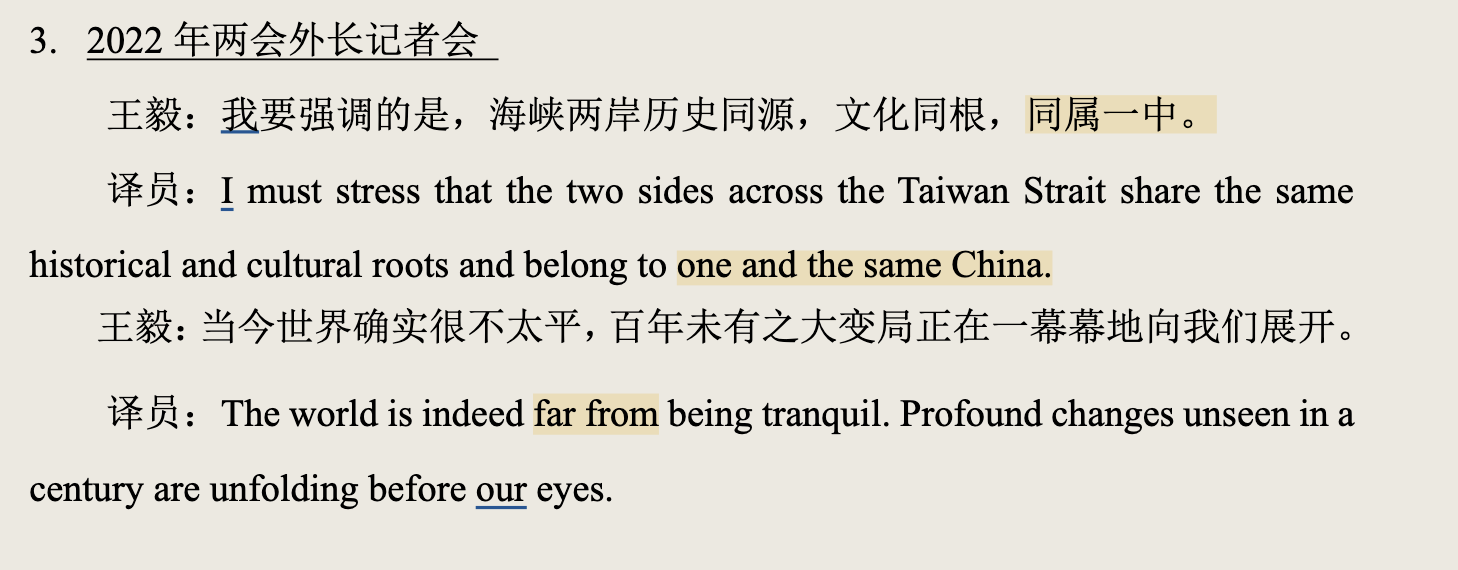 3. 2022 年两会外长记者会
王毅：我要强调的是，海峡两岸历史同源，文化同根，同属一中。
译员：I must stress that the two sides across the Taiwan Strait share the same
historical and cultural roots and belong to one and the same China.
王毅：当今世界确实很不太平，百年未有之大变局正在一幕幕地向我们展开。
译员：The world is indeed far from being tranquil. Profound changes unseen in a
century are unfolding before our eyes.